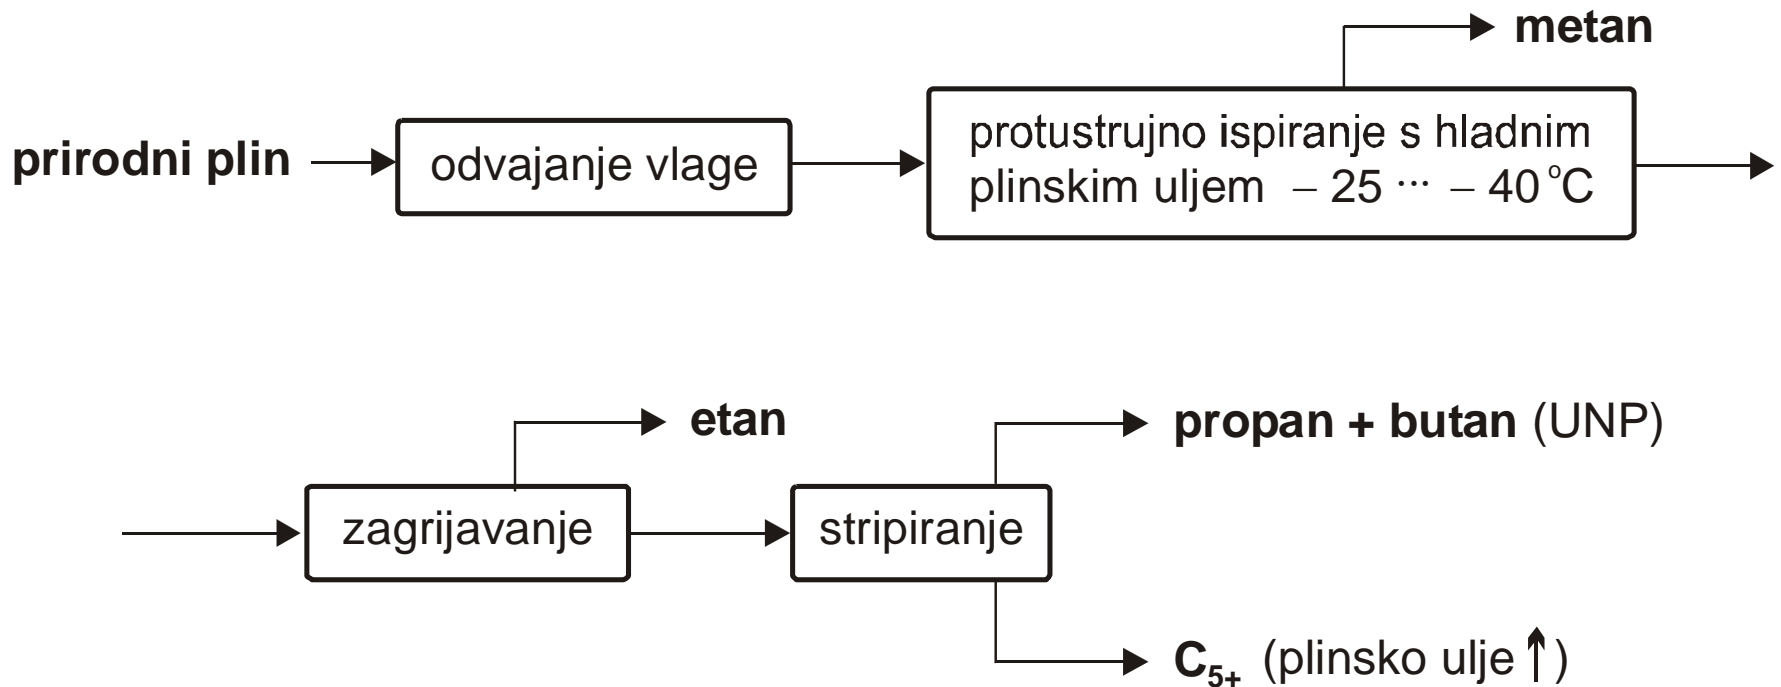 metan
prirodni plin
odvajanje vlage
protustrujno ispiranje s hladnim
plinskim uljem – 25 ··· – 40 °C
etan
propan + butan (UNP)
zagrijavanje
stripiranje
C5+ (plinsko ulje ↑)